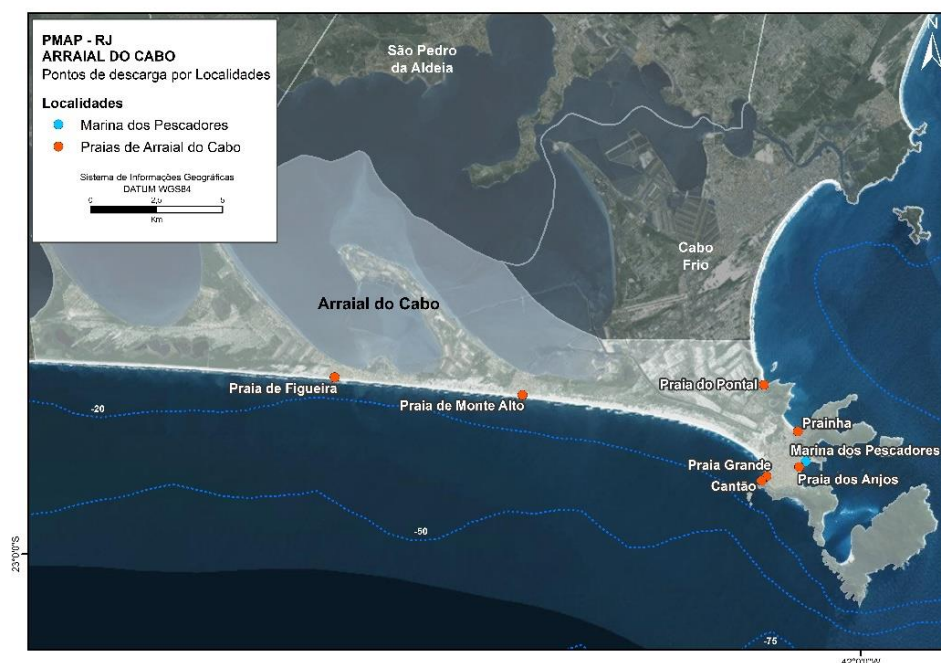 PMAP - RJ
ARRAIAL DO CABO
Pontos de descarga por Localidades
Localidades
Marina dos Pescadores
Praias de Arraial do Cabo
Sistema de Informações Geográficas
DATUM WGS84
0 2,5 5
Km
N
São Pedro
da Aldeia
Cabo
Frio
Arraial do Cabo
Praia de Figueira
Praia de Monte Alto
Praia do Pontal
Prainha
Marina dos Pescadores
Praia Grande
Praia dos Anjos
Cantão
-20
-50
-75
23°0'0"S
42°0'0"W